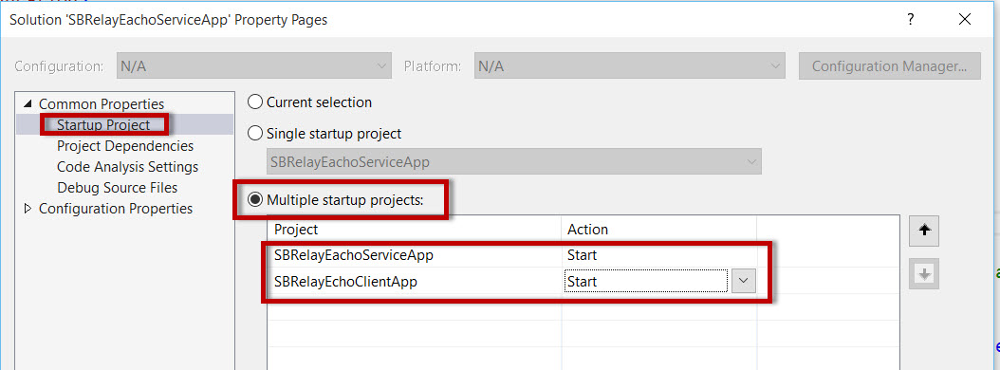 Solution 'SBRelayEachoServiceApp' Property Pages
Configuration: N/A Platform: N/A Configuration Manager...
Common Properties
Startup Project
Project Dependencies
Code Analysis Settings
Debug Source Files
Configuration Properties
Current selection
Single startup project
SBRelayEachoServiceApp
Multiple startup projects:
Project Action
SBRelayEachoServiceApp Start
SBRelayEchoClientApp Start